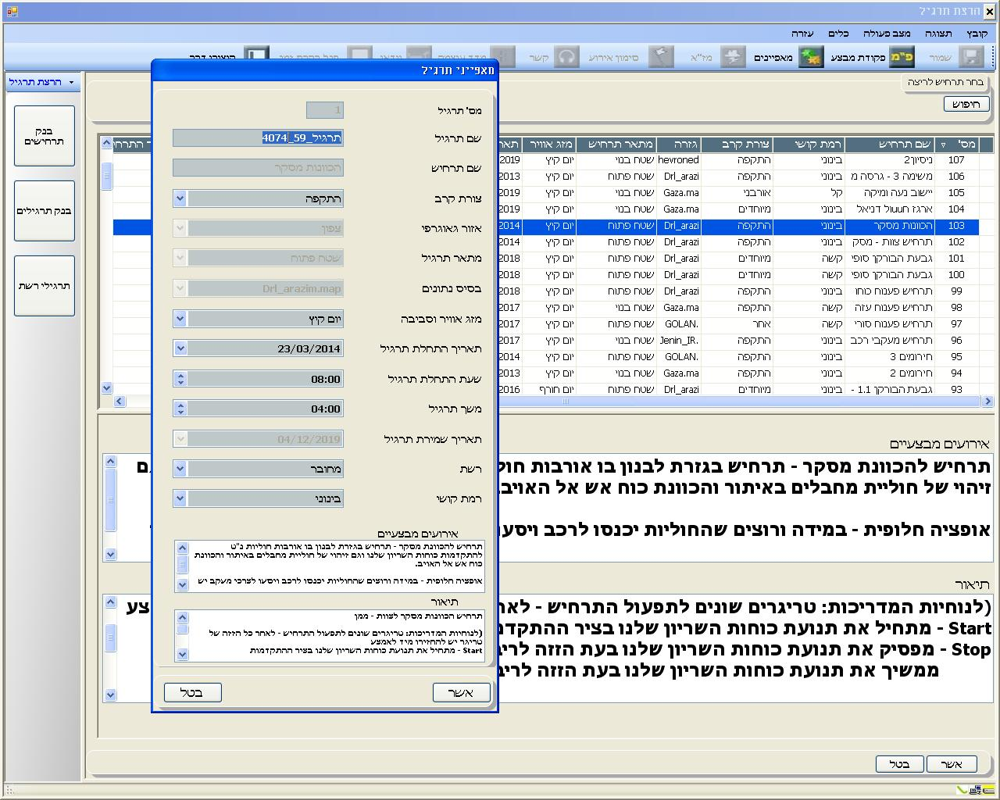 הרצת תרגיל
קובץ תצוגה מצב פעולה כלים עזרה
שמור פקודת מבצע מאפיינים מז"א סימון אירוע קשר
הרצת תרגיל
בנק תרחישים
בנק תרגילים
תרגילי רשת
בחר תרחיש לריצה
חיפוש
מס' שם תרחיש רמת קושי צורת קרב גזרה מתאר תרחיש מזג אוויר
107 ניסיון2 בינוני התקפה hevroned שטח בנוי יום קיץ 2019
106 משימה 3 - גרסה מ בינוני התקפה Drl_arazi שטח פתוח יום קיץ 2013
105 יישוב נעה ומיקה קל אורבני Gaza.ma שטח בנוי יום קיץ 2019
104 ארגז דניאל בינוני מיוחדים Gaza.ma שטח בנוי יום קיץ 2019
103 הכוונות מסקר בינוני התקפה Drl_arazi שטח פתוח יום קיץ 2014
102 תרחיש צוות - מסק בינוני התקפה Drl_arazi שטח פתוח יום קיץ 2014
101 גבעת הבורקן סופי קשה מיוחדים Drl_arazi שטח פתוח יום קיץ 2018
100 גבעת הבורקן סופי קשה מיוחדים Drl_arazi שטח פתוח יום קיץ 2018
99 תרחיש פענוח כוחו בינוני התקפה Drl_arazi שטח פתוח יום קיץ 2018
98 תרחיש פענוח עזה קשה התקפה Gaza.ma שטח בנוי יום קיץ 2017
97 תרחיש פענוח סורי קשה אחר GOLAN. שטח פתוח יום קיץ 2017
96 תרחיש מעקבי רכב בינוני התקפה Jenin_IR. שטח בנוי יום קיץ 2017
95 חירומים 3 בינוני התקפה GOLAN. שטח פתוח יום קיץ 2014
94 חירומים 2 בינוני התקפה Gaza.ma שטח בנוי יום קיץ 2013
93 גבעת הבורקן 1.1 - בינוני מיוחדים Drl_arazi שטח פתוח יום חורף 2016
אירועים מבצעיים
תרחיש להכוונת מסקר - תרחיש בגזרת לבנון בו אורבות חול
זיהוי של חוליית מחבלים באיתור והכוונת כוח אש אל האויב.
אופציה חלופית - במידה ורוצים שהחוליות יכנסו לרכב ויסעו
תיאור
(לנוחיות המדריכות: טריגרים שונים לתפעול התרחיש - לאח
Start - מתחיל את תנועת כוחות השריון שלנו בציר ההתקדמ
Stop - מפסיק את תנועת כוחות השריון שלנו בעת הזזה לרי
ממשיך את תנועת כוחות השריון שלנו בעת הזזה לריב
אשר בטל
מאפייני תרגיל
מס' תרגיל 1
שם תרגיל תרגיל_59_4074
שם תרחיש הכוונות מסקר
צורת קרב התקפה
אזור גאוגרפי צפון
מתאר תרגיל שטח פתוח
בסיס נתונים Drl_arazim.map
מזג אוויר וסביבה יום קיץ
תאריך התחלת תרגיל 23/03/2014
שעת התחלת תרגיל 08:00
משך תרגיל 04:00
תאריך שמירת תרגיל 04/12/2019
רשת מחובר
רמת קושי בינוני
אירועים מבצעיים
תרחיש להכוונת מסקר - תרחיש בגזרת לבנון בו אורבות חוליות נ"ט
להתקדמות כוחות השריון שלנו וגם זיהוי של חוליית מחבלים באיתור והכוונת
כוח אש אל האויב.
אופציה חלופית - במידה ורוצים שהחוליות יכנסו לרכב ויסעו לצרכי מעקב יש
תיאור
תרחיש הכוונות מסקר לצוות - ממן
(לנוחיות המדריכות: טריגרים שונים לתפעול התרחיש - לאחר כל הזזה של
טריגר יש להחזירו מיד לאמצע
Start - מתחיל את תנועת כוחות השריון שלנו בציר ההתקדמות
אשר בטל